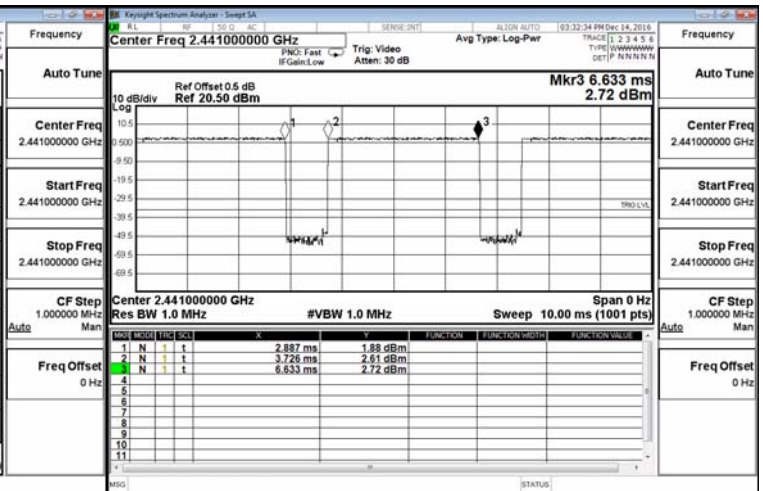 Keysight Spectrum Analyzer - Swept SA
RL RF 50 Ω AC SENSE:INT ALIGN AUTO 03:32:34 PM Dec 14, 2016
Center Freq 2.441000000 GHz
PNO: Fast
IFGain:Low
Trig: Video
Atten: 30 dB
Avg Type: Log-Pwr
TRACE 1 2 3 4 5 6
TYPE
DET P N N N N N
Ref Offset 0.5 dB
10 dB/div Ref 20.50 dBm
Log
Mkr3 6.633 ms
2.72 dBm
10.5
0.500
-19.5
-29.5
-39.5
-49.5
-59.5
-69.5
1
2
3
TRIG LVL
Center 2.441000000 GHz Span 0 Hz
Res BW 1.0 MHz #VBW 1.0 MHz Sweep 10.00 ms (1001 pts)
MKR MODE TRC SCL X Y FUNCTION FUNCTION WIDTH FUNCTION VALUE
1 N 1 t 2.887 ms 1.88 dBm
2 N 1 t 3.726 ms 2.61 dBm
3 N 1 t 6.633 ms 2.72 dBm
4
5
6
7
8
9
10
11
MSG STATUS
Frequency
Auto Tune
Center Freq
2.441000000 GHz
Start Freq
2.441000000 GHz
Stop Freq
2.441000000 GHz
CF Step
1.000000 MHz
Auto Man
Freq Offset
0 Hz
Frequency
Auto Tune
Center Freq
2.441000000 GHz
Start Freq
2.441000000 GHz
Stop Freq
2.441000000 GHz
CF Step
1.000000 MHz
Auto Man
Freq Offset
0 Hz